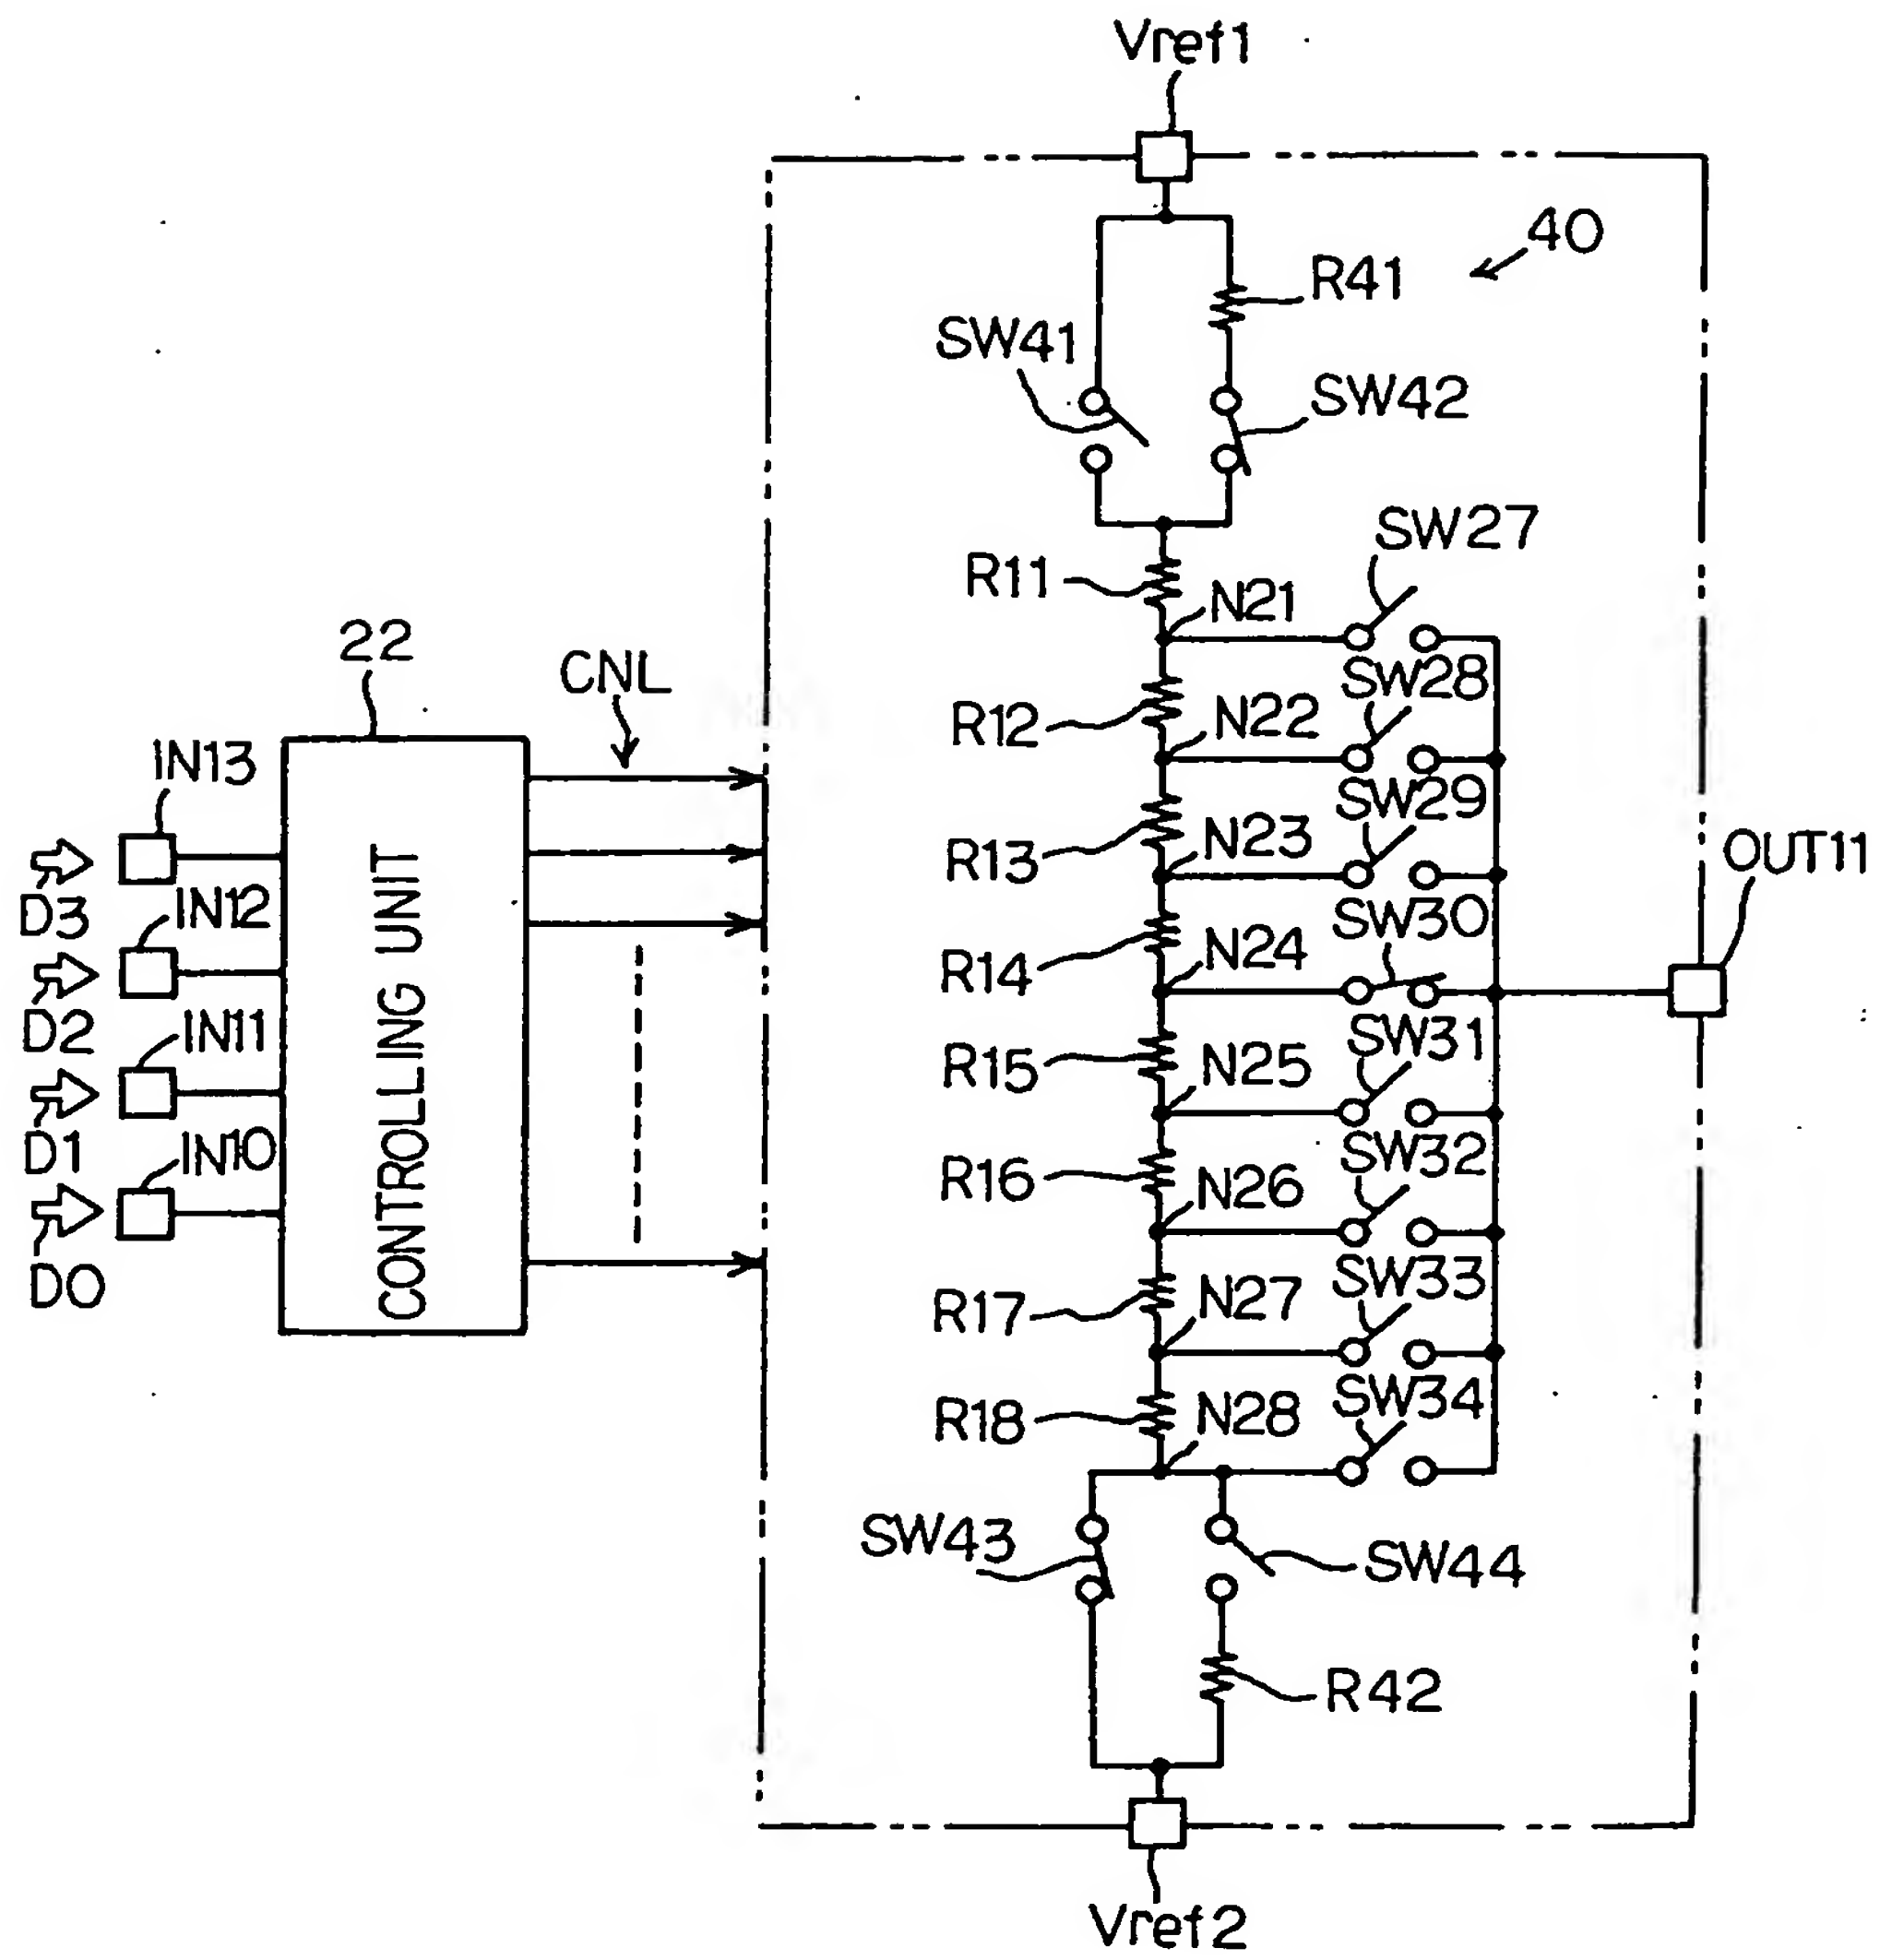 Vref1
40
R41
SW41
SW42
SW27
R11
N21
22
CNL
SW28
R12
N22
IN13
SW29
R13
N23
OUT11
D3
IN12
SW30
R14
N24
CONTROLLING UNIT
D2
IN11
SW31
R15
N25
D1
IN10
SW32
R16
N26
D0
SW33
R17
N27
SW34
R18
N28
SW43
SW44
R42
Vref2